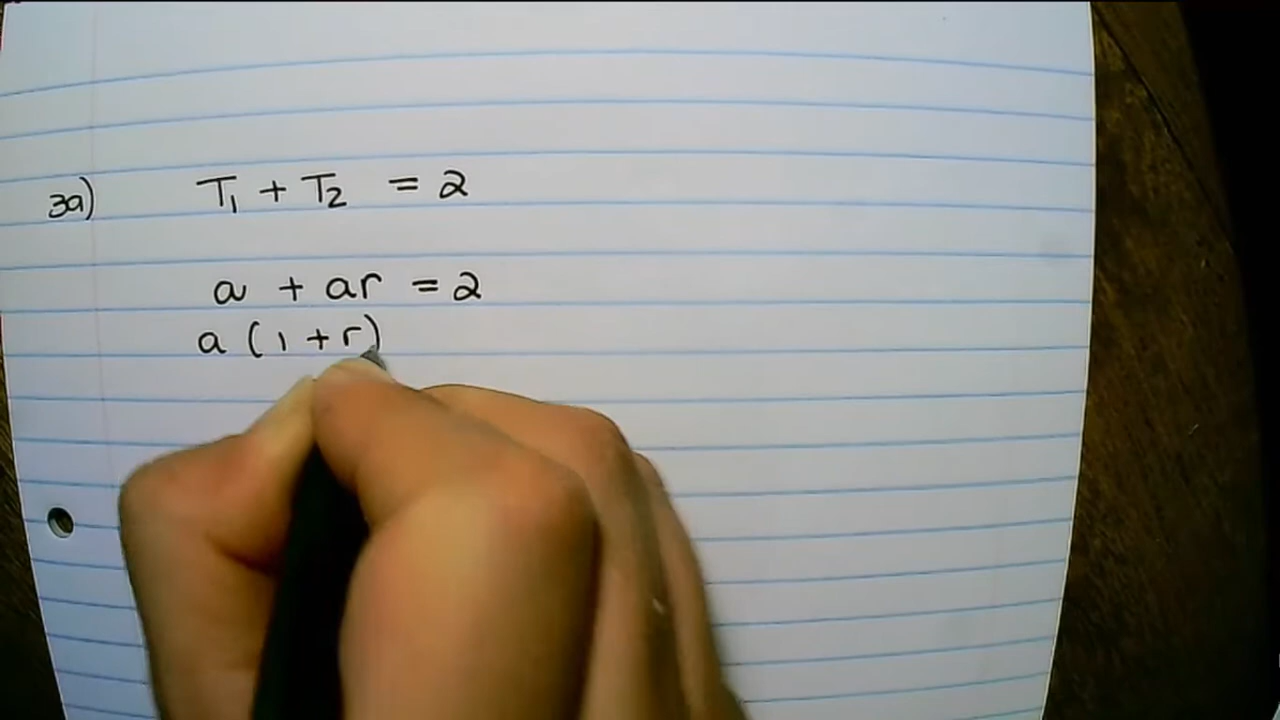 3a) T₁ + T₂ = 2
a + ar = 2
a (1 + r)